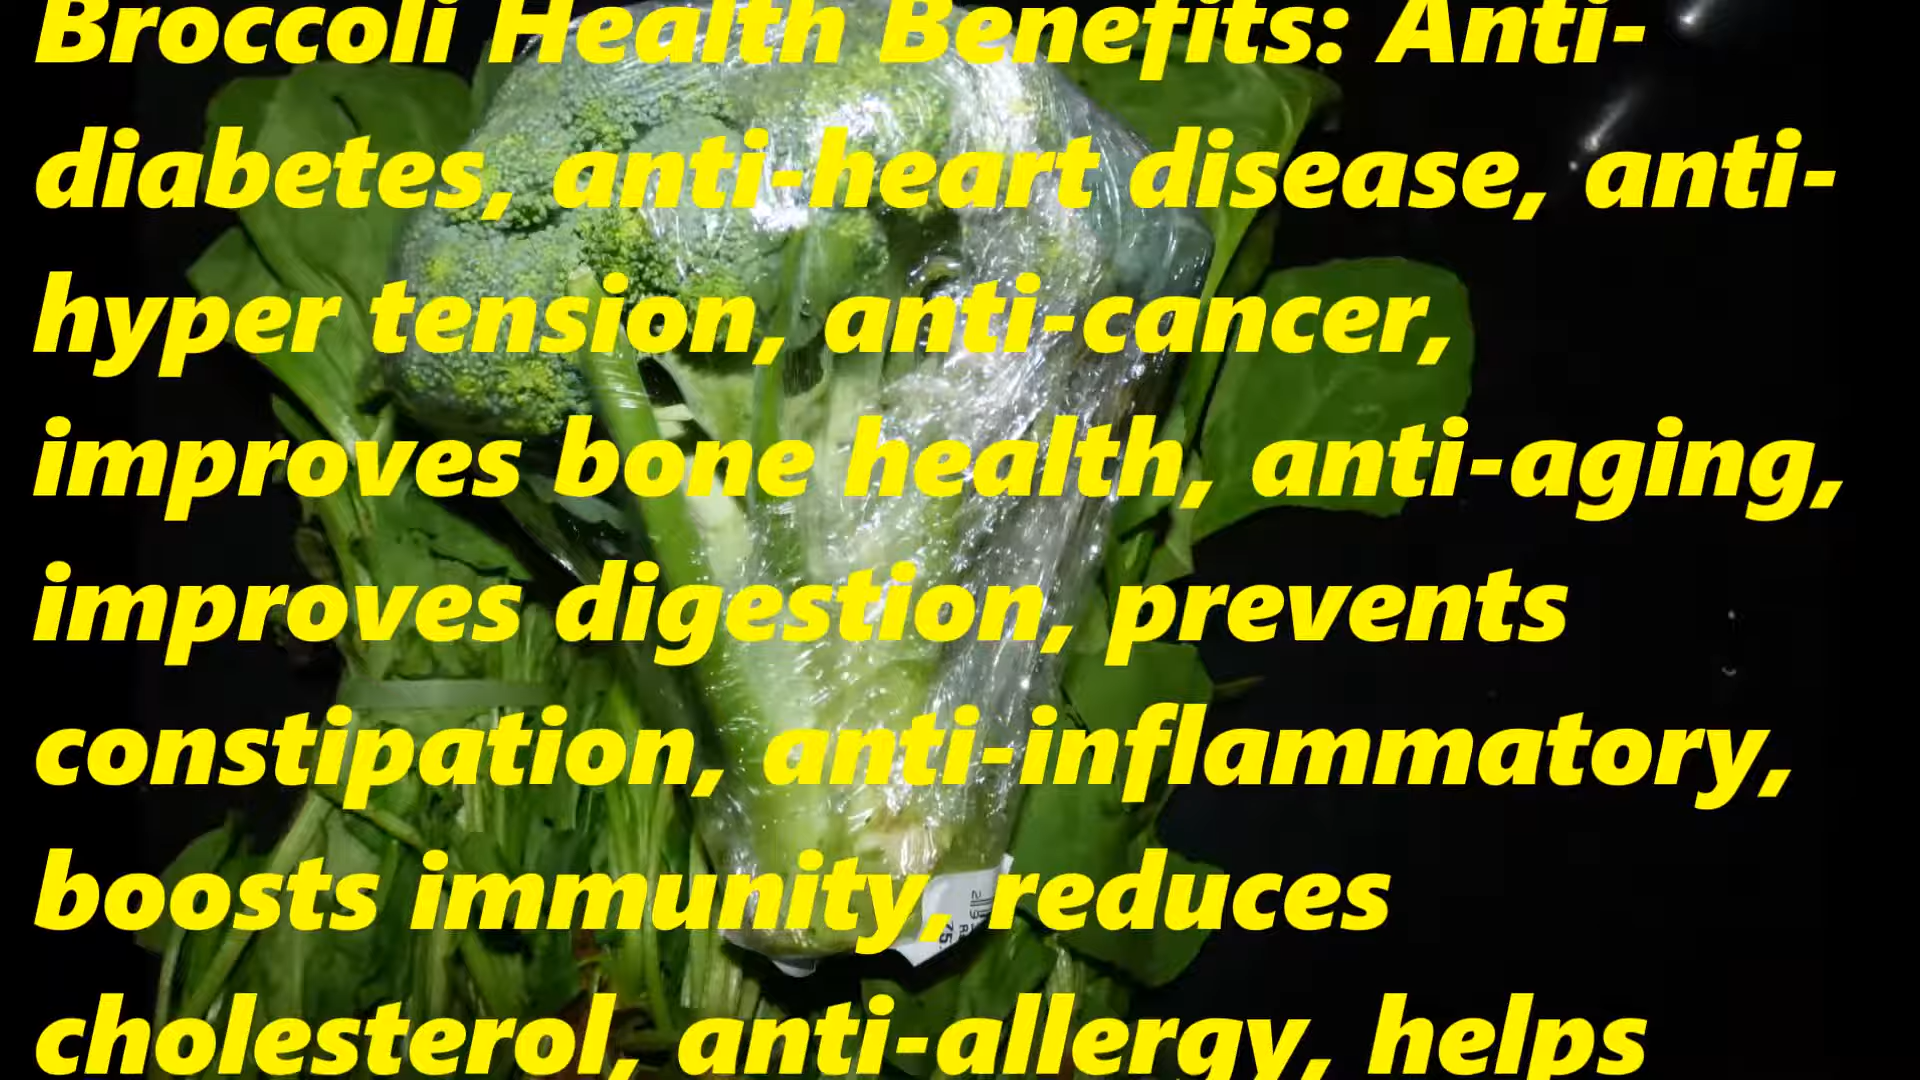 Broccoli Health Benefits: Anti-
diabetes, anti-heart disease, anti-
hyper tension, anti-cancer,
improves bone health, anti-aging,
improves digestion, prevents
constipation, anti-inflammatory,
boosts immunity, reduces
cholesterol, anti-allergy, helps